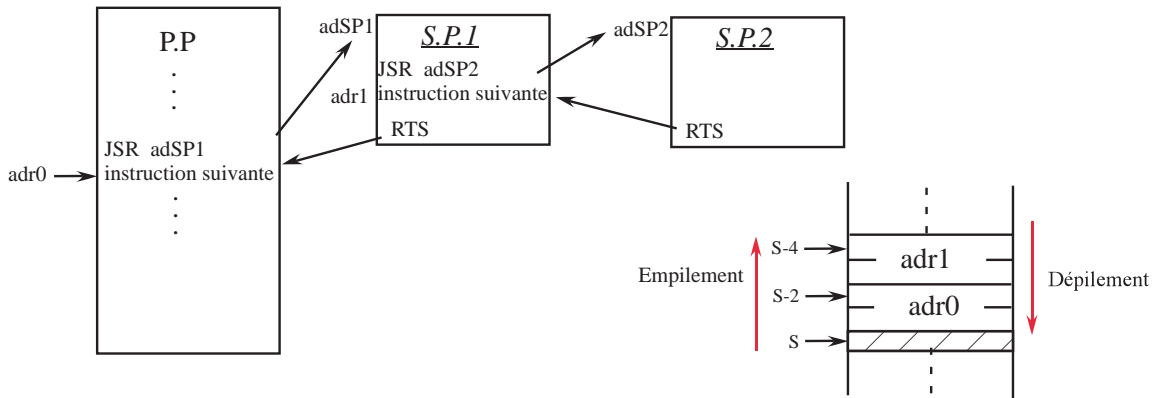 P.P
JSR adSP1
instruction suivante
adr0
adSP1
S.P.1
JSR adSP2
adr1
instruction suivante
RTS
adSP2
S.P.2
RTS
Empilement
S-4
S-2
S
adr1
adr0
Dépilement